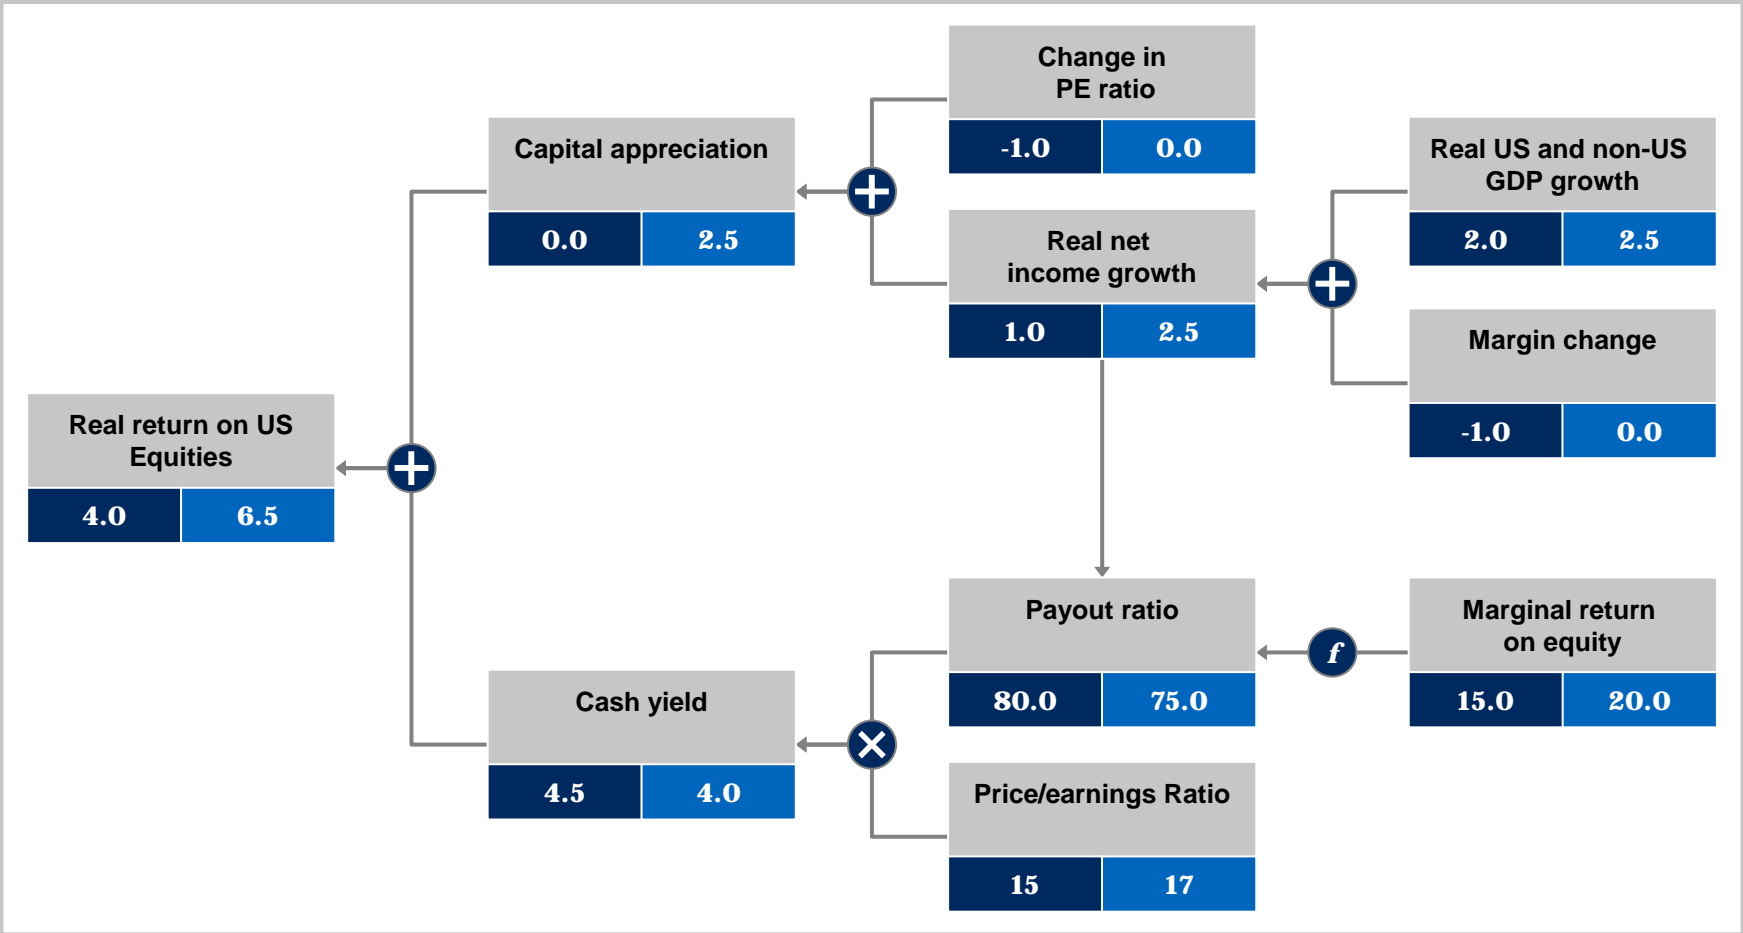 Change in
PE ratio
-1.0 0.0
Capital appreciation
0.0 2.5
Real US and non-US
GDP growth
2.0 2.5
Real net
income growth
1.0 2.5
Margin change
-1.0 0.0
Real return on US
Equities
4.0 6.5
Payout ratio
80.0 75.0
f
Marginal return
on equity
15.0 20.0
Cash yield
4.5 4.0
Price/earnings Ratio
15 17